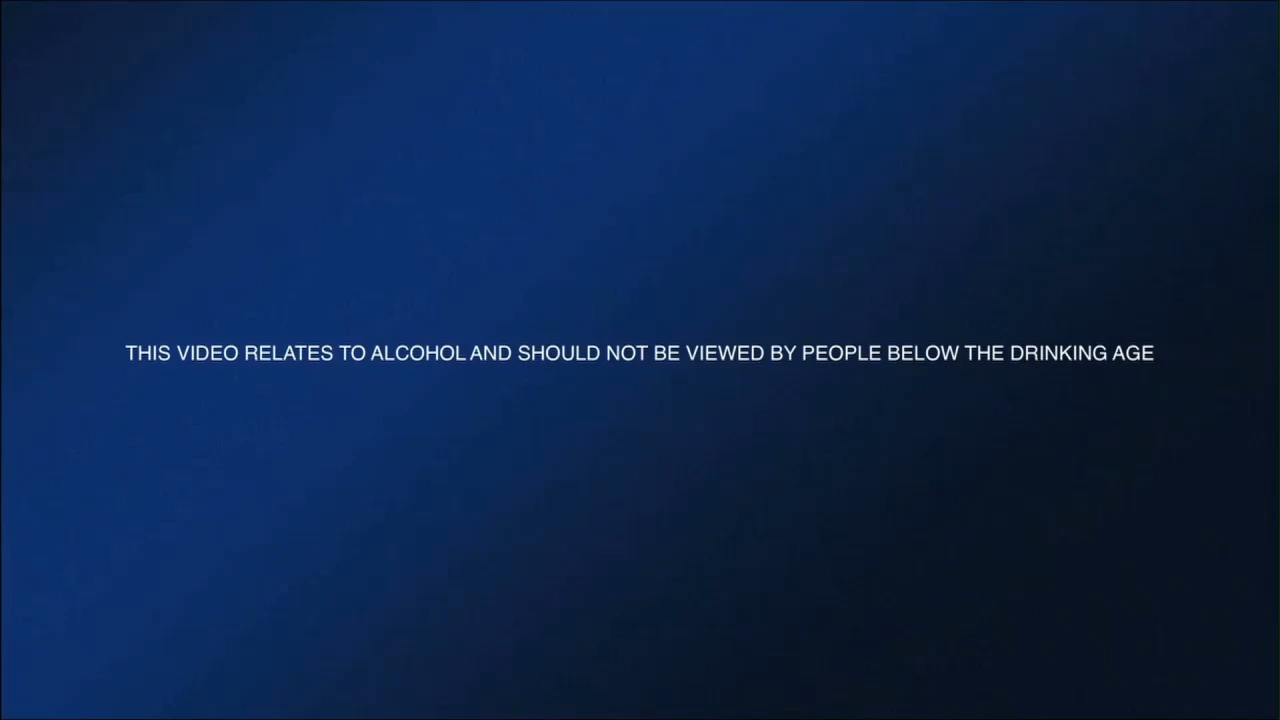 THIS VIDEO RELATES TO ALCOHOL AND SHOULD NOT BE VIEWED BY PEOPLE BELOW THE DRINKING AGE